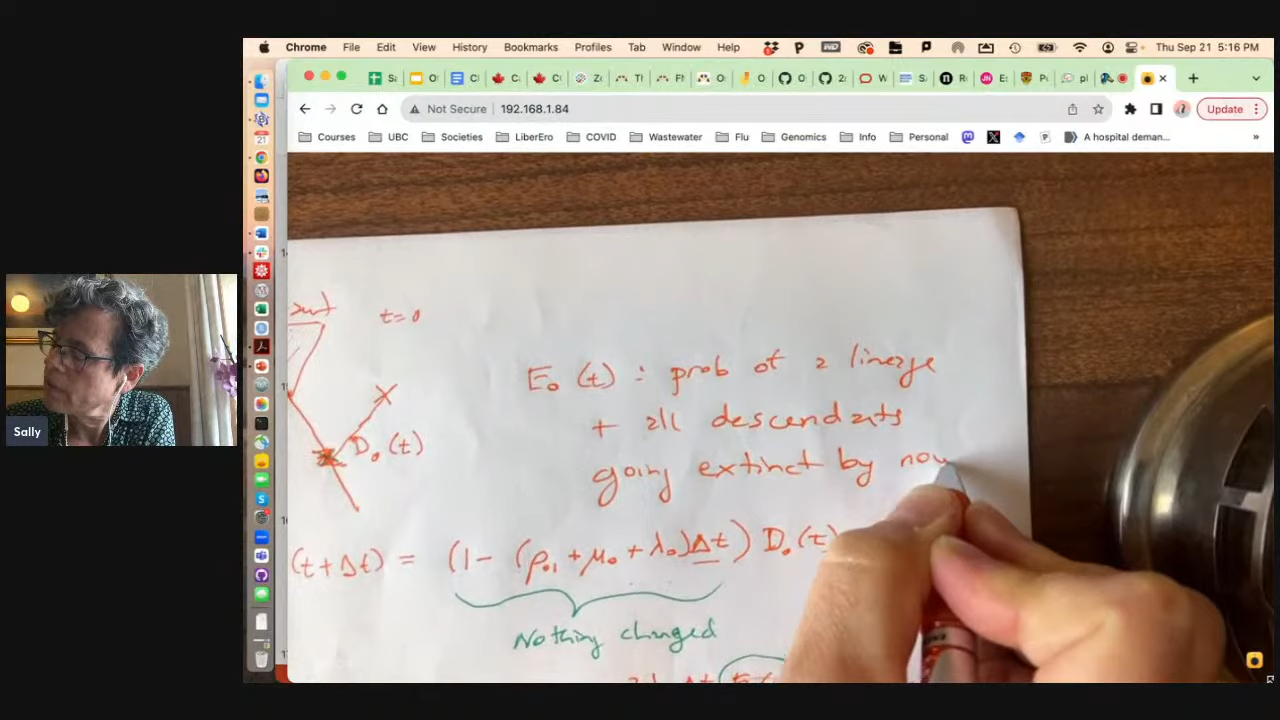 Chrome File Edit View History Bookmarks Profiles Tab Window Help Thu Sep 21 5:16 PM
Not Secure 192.168.1.84 Update
Courses UBC Societies LiberEro COVID Wastewater Flu Genomics Info Personal A hospital deman...
t=0
E₀ (t) : prob of a lineage
+ all descendants
going extinct by now
D₀(t)
(t+Δt) = (1- (ρ₀₁+μ₀+λ₀)Δt) D₀(t)
Nothing changed
Sally